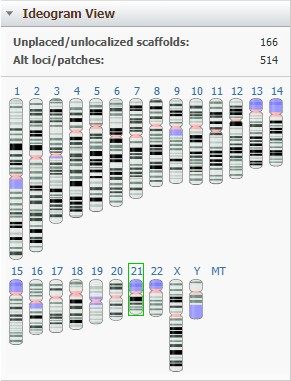 Ideogram View
Unplaced/unlocalized scaffolds: 166
Alt loci/patches: 514
1 2 3 4 5 6 7 8 9 10 11 12 13 14
15 16 17 18 19 20 21 22 X Y MT